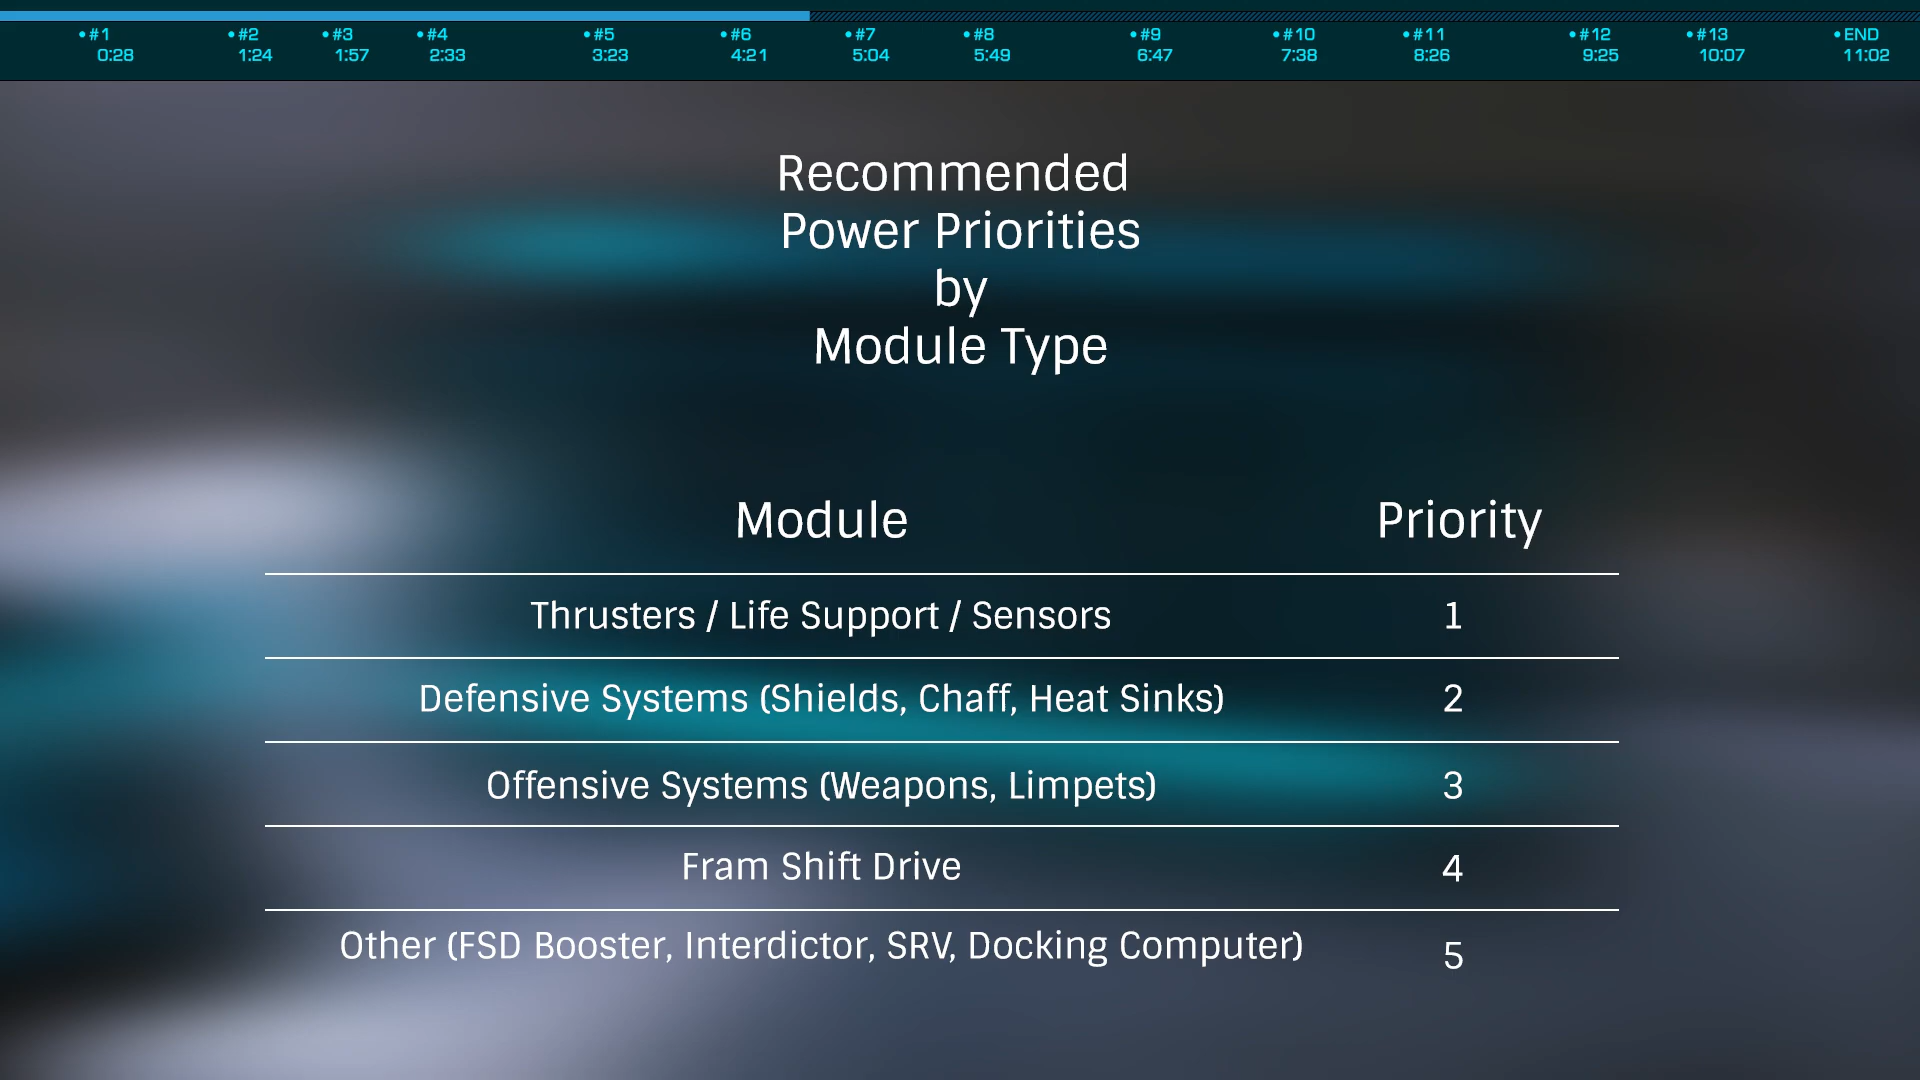 #1 #2 #3 #4 #5 #6 #7 #8 #9 #10 #11 #12 #13 END
0:28 1:24 1:57 2:33 3:23 4:21 5:04 5:49 6:47 7:38 8:26 9:25 10:07 11:02
Recommended
Power Priorities
by
Module Type
Module Priority
Thrusters / Life Support / Sensors 1
Defensive Systems (Shields, Chaff, Heat Sinks) 2
Offensive Systems (Weapons, Limpets) 3
Fram Shift Drive 4
Other (FSD Booster, Interdictor, SRV, Docking Computer) 5